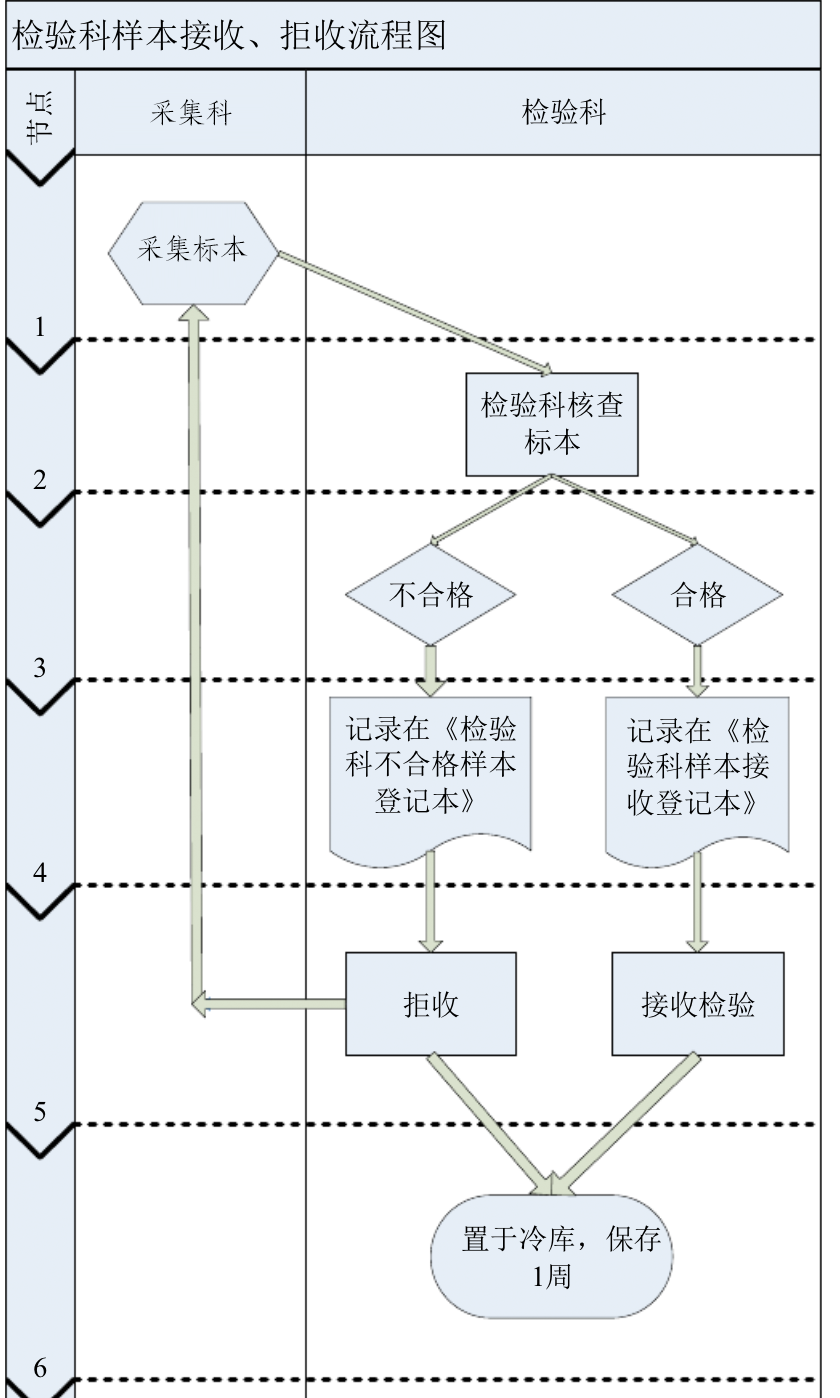 检验科样本接收、拒收流程图
节点
采集科
检验科
采集标本
1
检验科核查
标本
2
不合格
合格
3
记录在《检验
科不合格样本
登记本》
记录在《检
验科样本接
收登记本》
4
拒收
接收检验
5
置于冷库，保存
1周
6